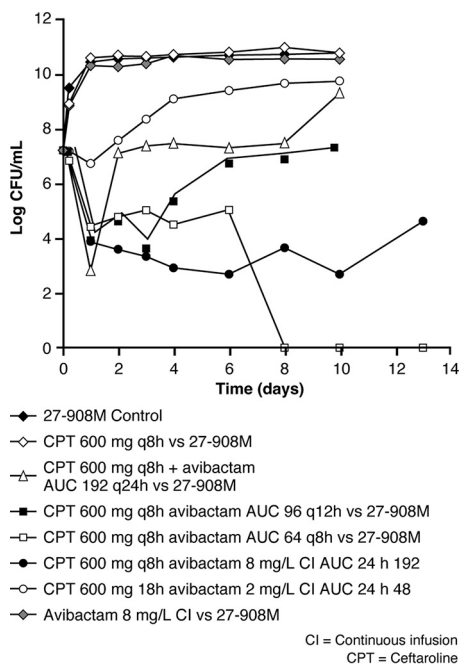 12
10
8
6
4
2
0
Log CFU/mL
0 2 4 6 8 10 12 14
Time (days)
27-908M Control
CPT 600 mg q8h vs 27-908M
CPT 600 mg q8h + avibactam
AUC 192 q24h vs 27-908M
CPT 600 mg q8h avibactam AUC 96 q12h vs 27-908M
CPT 600 mg q8h avibactam AUC 64 q8h vs 27-908M
CPT 600 mg q8h avibactam 8 mg/L CI AUC 24 h 192
CPT 600 mg 18h avibactam 2 mg/L CI AUC 24 h 48
Avibactam 8 mg/L CI vs 27-908M
CI = Continuous infusion
CPT = Ceftaroline